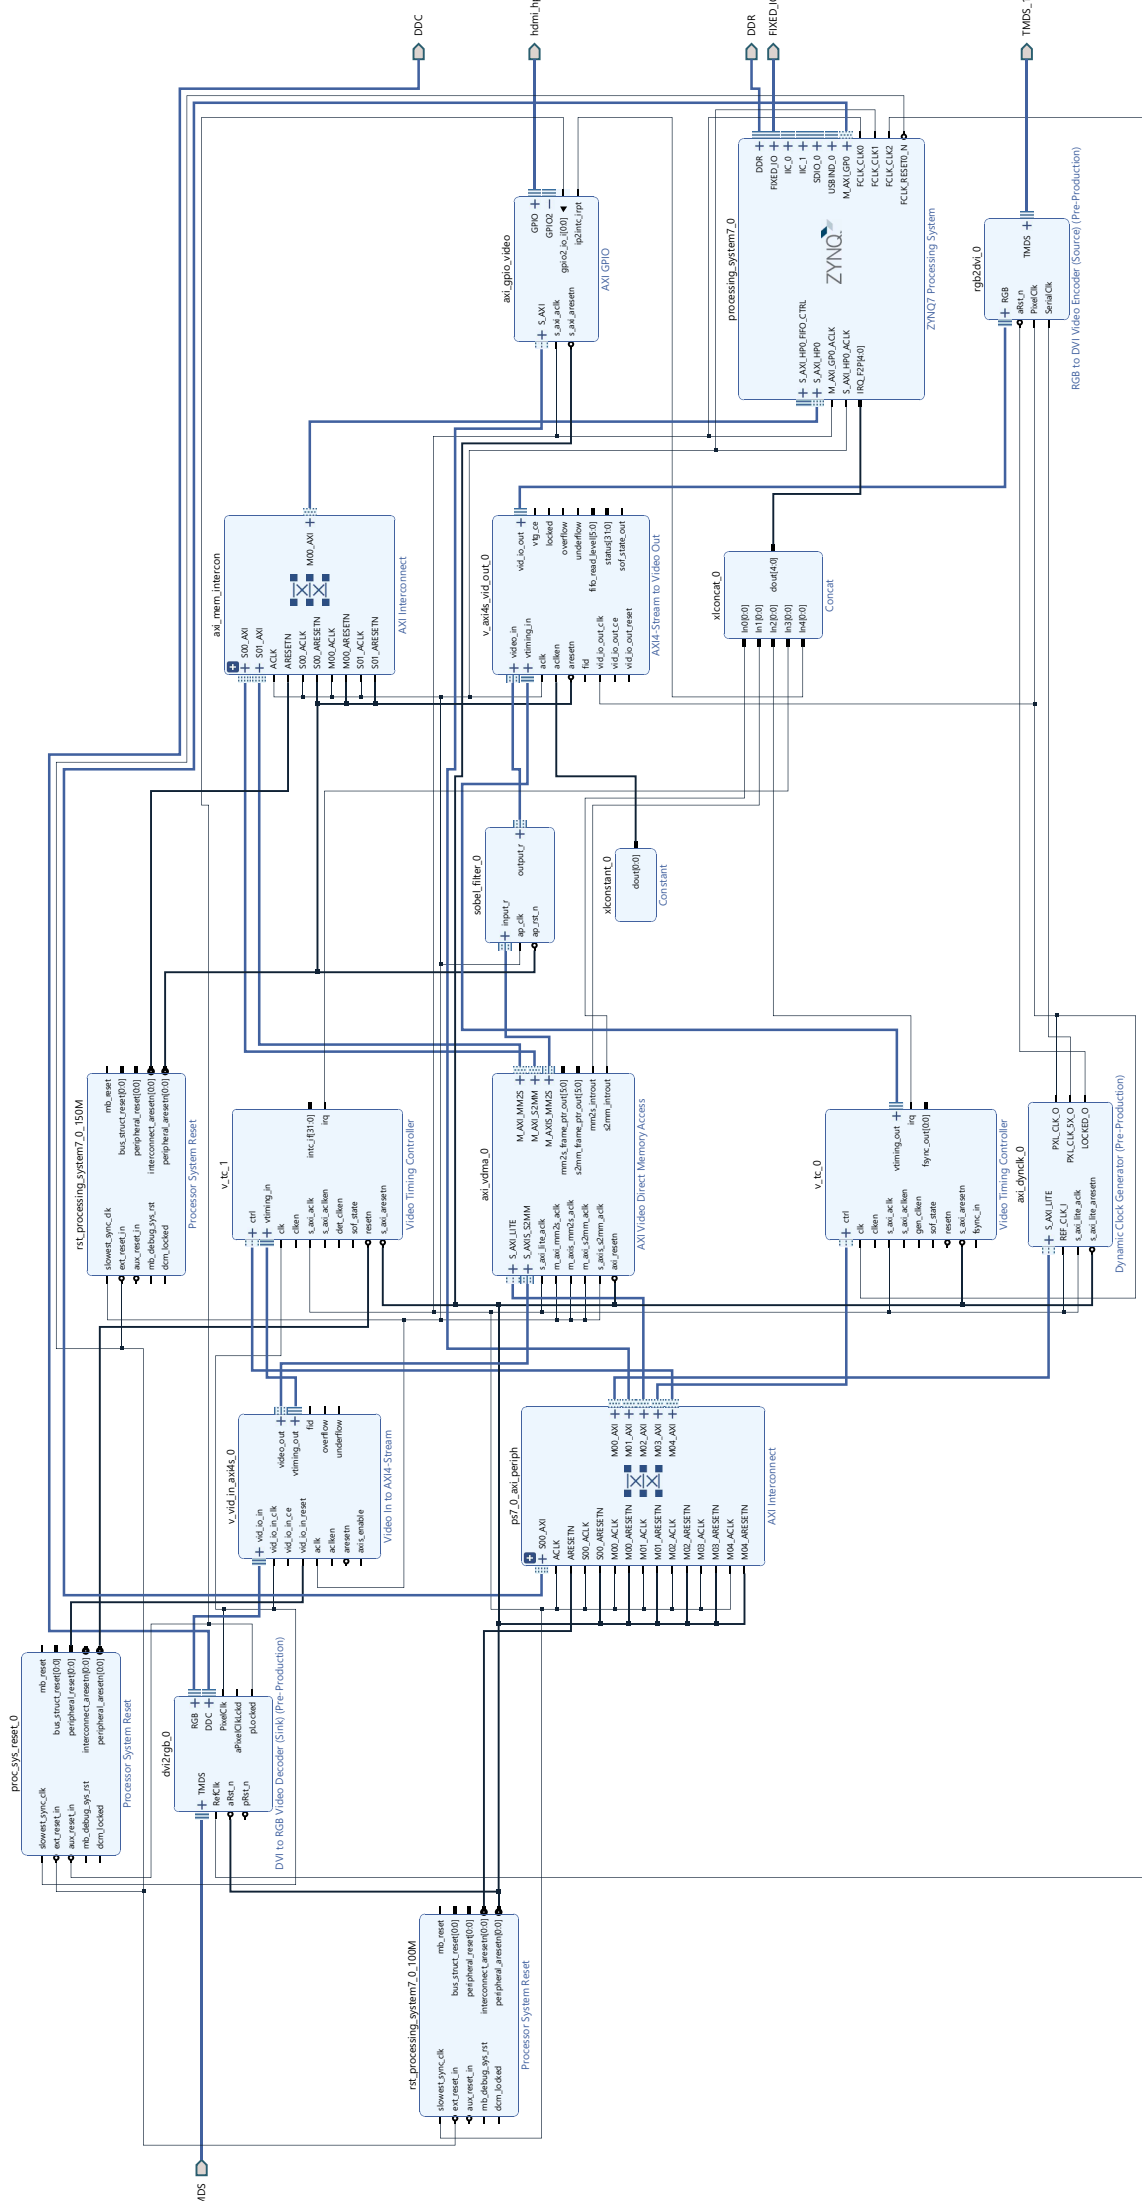 DDC
DDR
processing_system7_0
DDR
FIXED_IO
IIC_0
IIC_1
SDIO_0
USBIND_0
M_AXI_GP0
FCLK_CLK0
FCLK_CLK1
FCLK_CLK2
FCLK_RESET0_N
S_AXI_HP0_FIFO_CTRL
S_AXI_HP0
M_AXI_GP0_ACLK
S_AXI_HP0_ACLK
IRQ_F2P[4:0]
ZYNQ
ZYNQ7 Processing System
axi_gpio_video
GPIO
GPIO2
gpio2_io_i[0:0]
ip2intc_irpt
S_AXI
s_axi_aclk
s_axi_aresetn
AXI GPIO
rgb2dvi_0
TMDS
RGB
aRst_n
PixelClk
SerialClk
RGB to DVI Video Encoder (Source) (Pre-Production)
axi_mem_intercon
M00_AXI
S00_AXI
S01_AXI
ACLK
ARESETN
S00_ACLK
S00_ARESETN
M00_ACLK
M00_ARESETN
S01_ACLK
S01_ARESETN
AXI Interconnect
v_axi4s_vid_out_0
vid_io_out
vtg_ce
locked
overflow
underflow
fifo_read_level[5:0]
status[31:0]
sof_state_out
video_in
vtiming_in
aclk
aclken
aresetn
fid
vid_io_out_clk
vid_io_out_ce
vid_io_out_reset
AXI4-Stream to Video Out
xlconcat_0
dout[4:0]
In0[0:0]
In1[0:0]
In2[0:0]
In3[0:0]
In4[0:0]
Concat
sobel_filter_0
output_r
input_r
ap_clk
ap_rst_n
xlconstant_0
dout[0:0]
Constant
rst_processing_system7_0_150M
mb_reset
bus_struct_reset[0:0]
peripheral_reset[0:0]
interconnect_aresetn[0:0]
peripheral_aresetn[0:0]
slowest_sync_clk
ext_reset_in
aux_reset_in
mb_debug_sys_rst
dcm_locked
Processor System Reset
v_tc_1
intc_if[31:0]
irq
ctrl
vtiming_in
clk
clken
s_axi_aclk
s_axi_aclken
det_clken
sof_state
resetn
s_axi_aresetn
Video Timing Controller
axi_vdma_0
M_AXI_MM2S
M_AXI_S2MM
M_AXIS_MM2S
mm2s_frame_ptr_out[5:0]
s2mm_frame_ptr_out[5:0]
mm2s_introut
s2mm_introut
S_AXI_LITE
S_AXIS_S2MM
s_axi_lite_aclk
m_axi_mm2s_aclk
m_axis_mm2s_aclk
m_axi_s2mm_aclk
s_axis_s2mm_aclk
axi_resetn
AXI Video Direct Memory Access
v_tc_0
vtiming_out
irq
fsync_out[0:0]
ctrl
clk
clken
s_axi_aclk
s_axi_aclken
gen_clken
sof_state
resetn
s_axi_aresetn
fsync_in
Video Timing Controller
axi_dynclk_0
PXL_CLK_O
PXL_CLK_5X_O
LOCKED_O
S_AXI_LITE
REF_CLK_I
s_axi_lite_aclk
s_axi_lite_aresetn
Dynamic Clock Generator (Pre-Production)
v_vid_in_axi4s_0
video_out
vtiming_out
fid
overflow
underflow
vid_io_in
vid_io_in_clk
vid_io_in_ce
vid_io_in_reset
aclk
aclken
aresetn
axis_enable
Video In to AXI4-Stream
ps7_0_axi_periph
M00_AXI
M01_AXI
M02_AXI
M03_AXI
M04_AXI
S00_AXI
ACLK
ARESETN
S00_ACLK
S00_ARESETN
M00_ACLK
M00_ARESETN
M01_ACLK
M01_ARESETN
M02_ACLK
M02_ARESETN
M03_ACLK
M03_ARESETN
M04_ACLK
M04_ARESETN
AXI Interconnect
proc_sys_reset_0
mb_reset
bus_struct_reset[0:0]
peripheral_reset[0:0]
interconnect_aresetn[0:0]
peripheral_aresetn[0:0]
slowest_sync_clk
ext_reset_in
aux_reset_in
mb_debug_sys_rst
dcm_locked
Processor System Reset
dvi2rgb_0
RGB
DDC
PixelClk
aPixelClkLckd
pLocked
TMDS
RefClk
aRst_n
pRst_n
DVI to RGB Video Decoder (Sink) (Pre-Production)
rst_processing_system7_0_100M
mb_reset
bus_struct_reset[0:0]
peripheral_reset[0:0]
interconnect_aresetn[0:0]
peripheral_aresetn[0:0]
slowest_sync_clk
ext_reset_in
aux_reset_in
mb_debug_sys_rst
dcm_locked
Processor System Reset